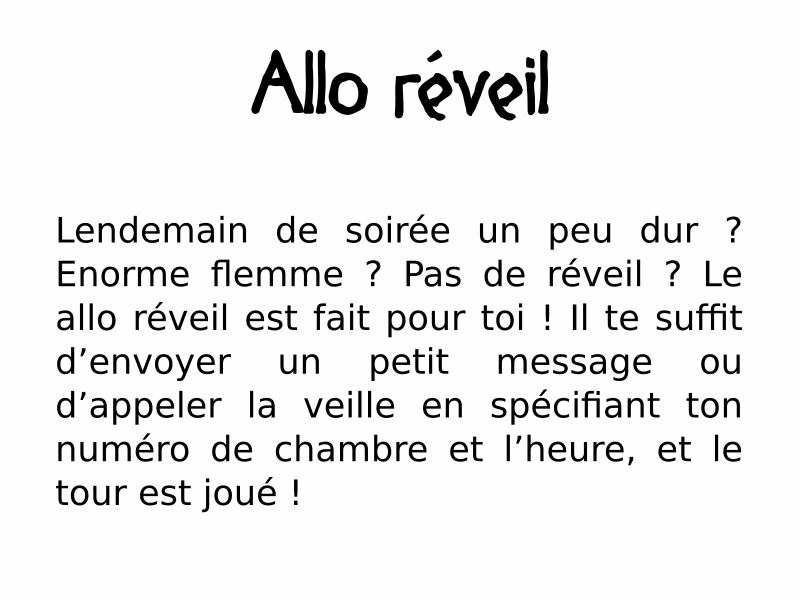 Allo réveil
Lendemain de soirée un peu dur ?
Enorme flemme ? Pas de réveil ? Le
allo réveil est fait pour toi ! Il te suffit
d’envoyer un petit message ou
d’appeler la veille en spécifiant ton
numéro de chambre et l’heure, et le
tour est joué !